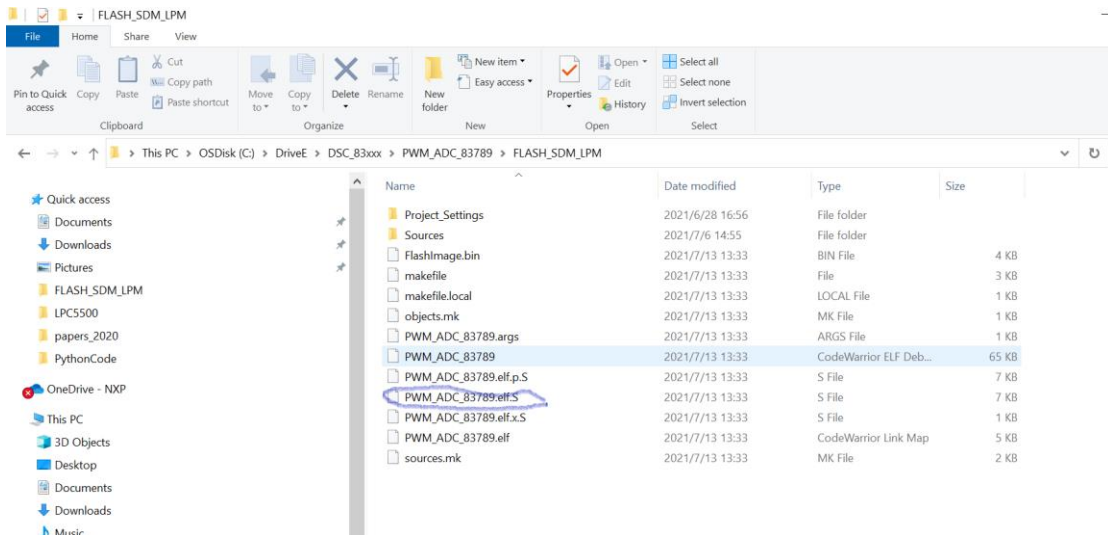 FLASH_SDM_LPM
File Home Share View
Pin to Quick access
Copy
Paste
Cut
Copy path
Paste shortcut
Clipboard
Move to
Copy to
Delete
Rename
Organize
New folder
New item
Easy access
New
Properties
Open
Edit
History
Open
Select all
Select none
Invert selection
Select
This PC > OSDisk (C:) > DriveE > DSC_83xxx > PWM_ADC_83789 > FLASH_SDM_LPM
Quick access
Documents
Downloads
Pictures
FLASH_SDM_LPM
LPC5500
papers_2020
PythonCode
OneDrive - NXP
This PC
3D Objects
Desktop
Documents
Downloads
Music
Name Date modified Type Size
Project_Settings 2021/6/28 16:56 File folder
Sources 2021/7/6 14:55 File folder
FlashImage.bin 2021/7/13 13:33 BIN File 4 KB
makefile 2021/7/13 13:33 File 3 KB
makefile.local 2021/7/13 13:33 LOCAL File 1 KB
objects.mk 2021/7/13 13:33 MK File 1 KB
PWM_ADC_83789.args 2021/7/13 13:33 ARGS File 1 KB
PWM_ADC_83789 2021/7/13 13:33 CodeWarrior ELF Deb... 65 KB
PWM_ADC_83789.elf.p.S 2021/7/13 13:33 S File 7 KB
PWM_ADC_83789.elf.S 2021/7/13 13:33 S File 7 KB
PWM_ADC_83789.elf.x.S 2021/7/13 13:33 S File 1 KB
PWM_ADC_83789.elf 2021/7/13 13:33 CodeWarrior Link Map 5 KB
sources.mk 2021/7/13 13:33 MK File 2 KB